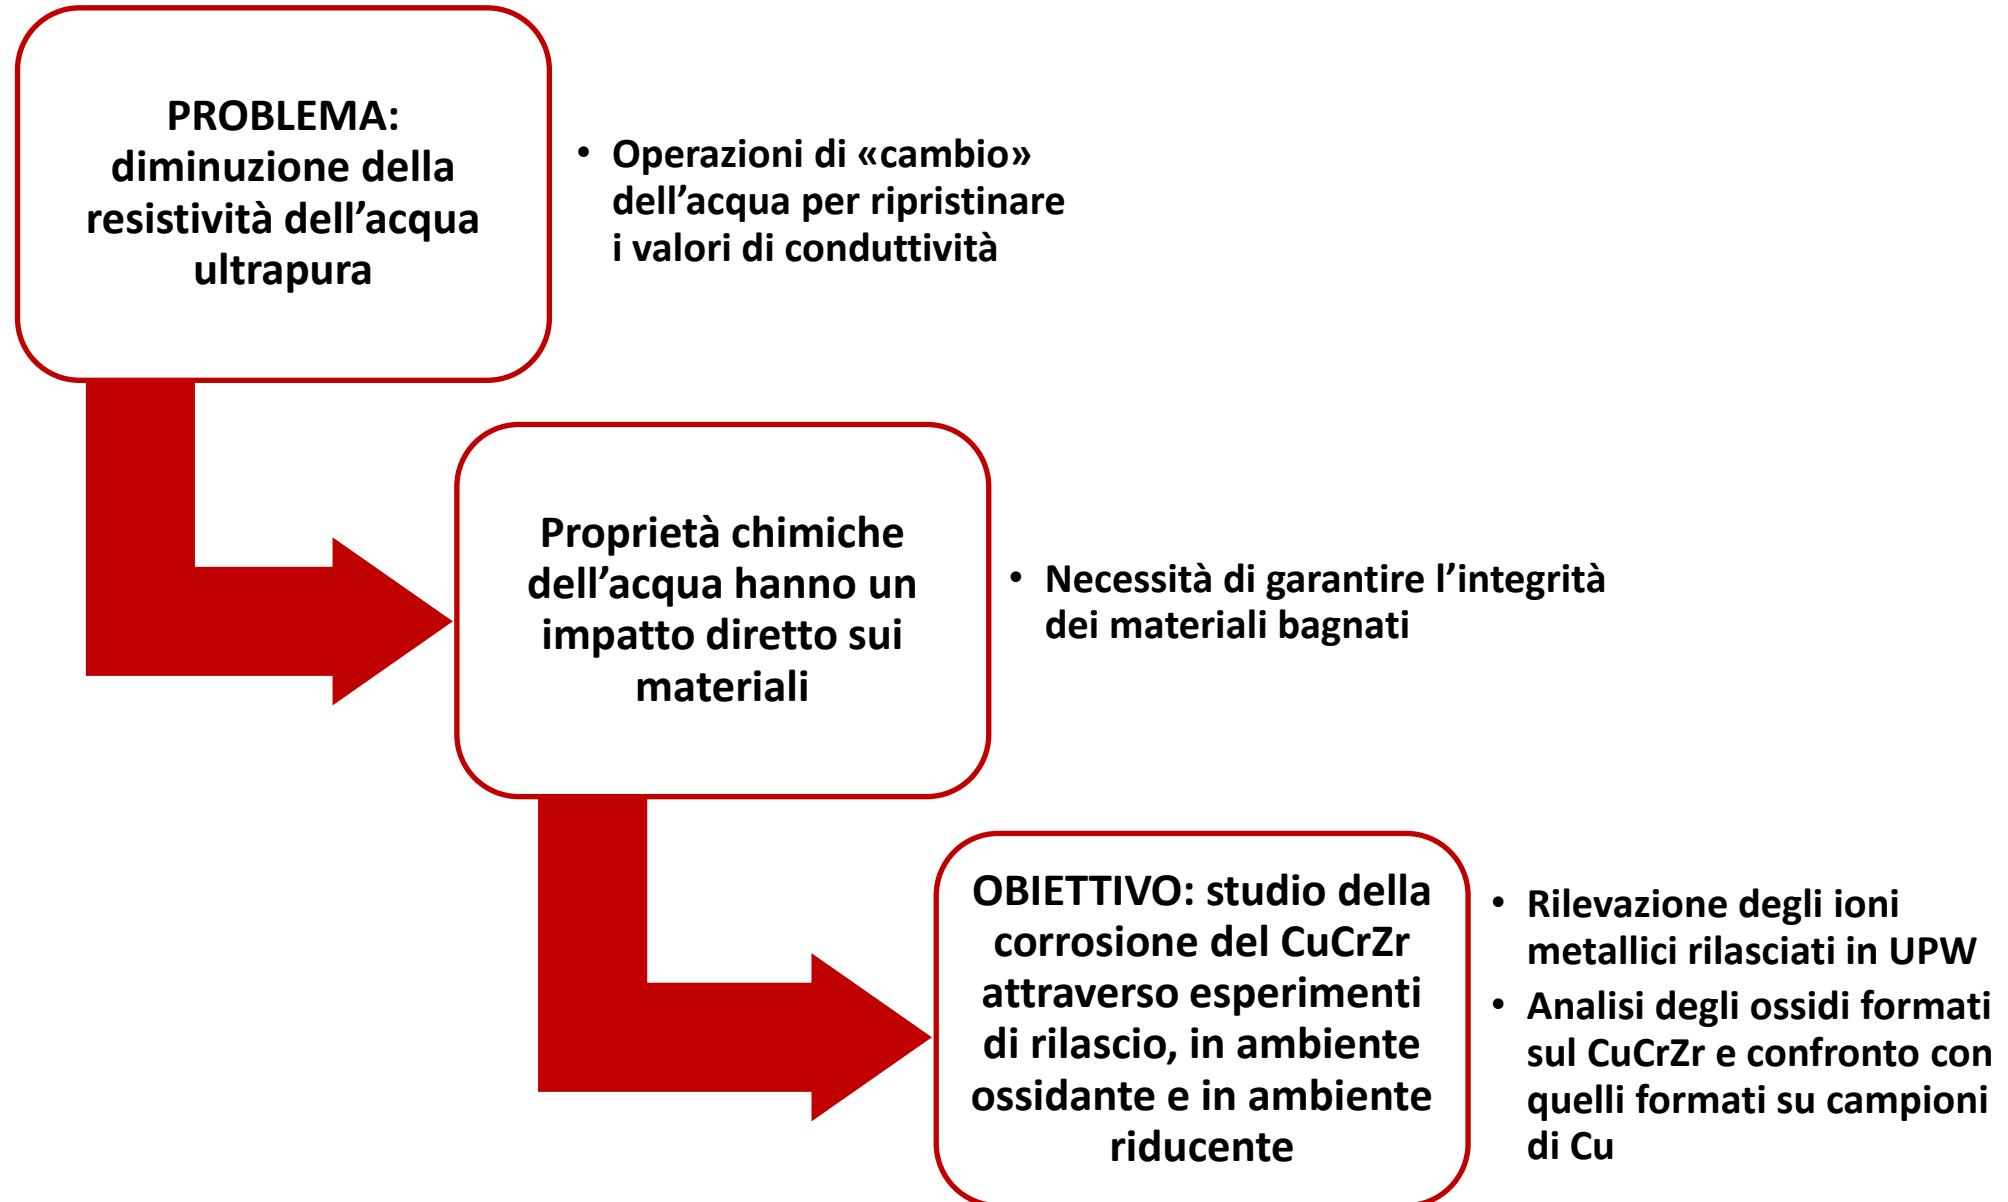 PROBLEMA:
diminuzione della
resistività dell’acqua
ultrapura
• Operazioni di «cambio»
dell’acqua per ripristinare
i valori di conduttività
Proprietà chimiche
dell’acqua hanno un
impatto diretto sui
materiali
• Necessità di garantire l’integrità
dei materiali bagnati
OBIETTIVO: studio della
corrosione del CuCrZr
attraverso esperimenti
di rilascio, in ambiente
ossidante e in ambiente
riducente
• Rilevazione degli ioni
metallici rilasciati in UPW
• Analisi degli ossidi formati
sul CuCrZr e confronto con
quelli formati su campioni
di Cu